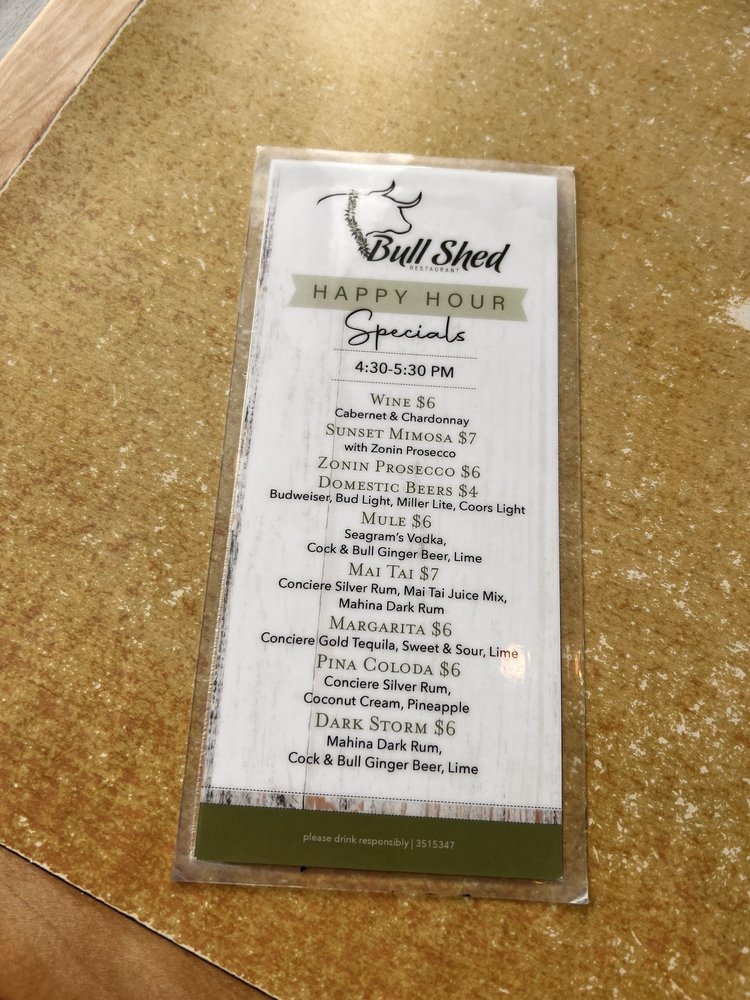 Bull Shed
RESTAURANT
HAPPY HOUR
Specials
4:30-5:30 PM
WINE $6
Cabernet & Chardonnay
SUNSET MIMOSA $7
with Zonin Prosecco
ZONIN PROSECCO $6
DOMESTIC BEERS $4
Budweiser, Bud Light, Miller Lite, Coors Light
MULE $6
Seagram's Vodka,
Cock & Bull Ginger Beer, Lime
MAI TAI $7
Conciere Silver Rum, Mai Tai Juice Mix,
Mahina Dark Rum
MARGARITA $6
Conciere Gold Tequila, Sweet & Sour, Lime
PINA COLODA $6
Conciere Silver Rum,
Coconut Cream, Pineapple
DARK STORM $6
Mahina Dark Rum,
Cock & Bull Ginger Beer, Lime
please drink responsibly | 3515347